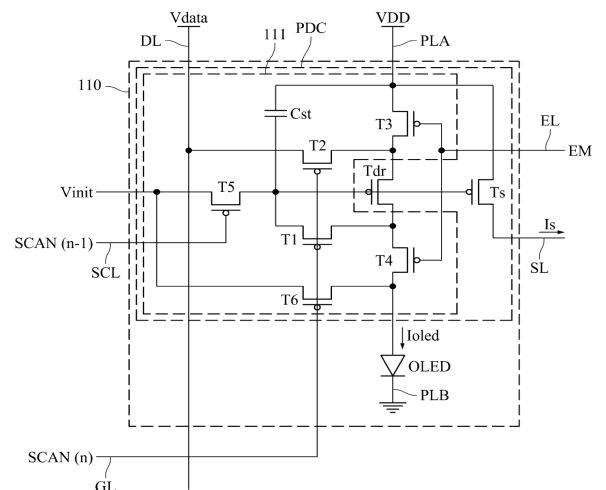 Vdata
VDD
DL
PDC
111
PLA
110
Cst
T3
EL
T2
EM
Tdr
Vinit
T5
Ts
Is
SCAN (n-1)
T1
T4
SCL
SL
T6
Ioled
OLED
PLB
SCAN (n)
GL